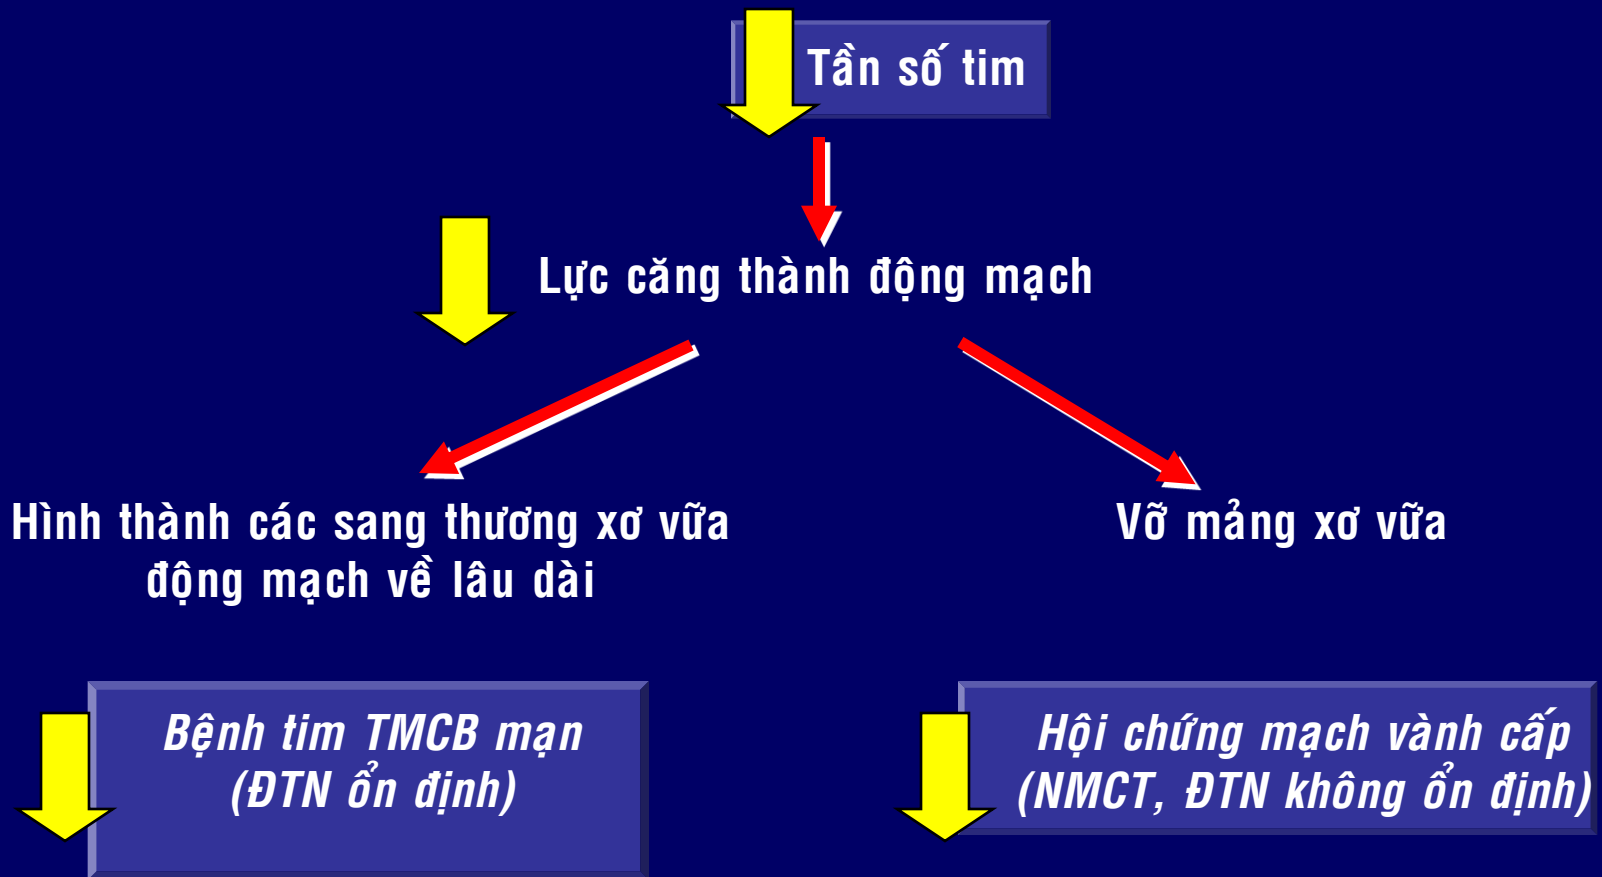 Tần số tim
Lực căng thành động mạch
Hình thành các sang thương xơ vữa
động mạch về lâu dài
Vỡ mảng xơ vữa
Bệnh tim TMCB mạn
(ĐTN ổn định)
Hội chứng mạch vành cấp
(NMCT, ĐTN không ổn định)